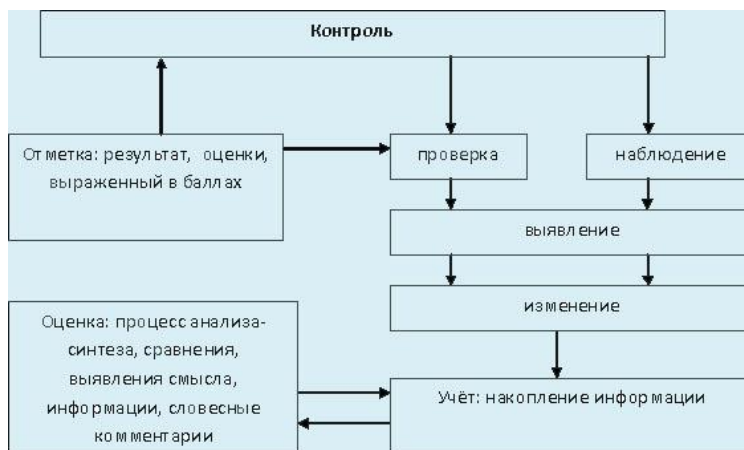 Контроль
Отметка: результат, оценки,
выраженный в баллах
проверка
наблюдение
выявление
изменение
Оценка: процесс анализа-
синтеза, сравнения,
выявления смысла,
информации, словесные
комментарии
Учёт: накопление информации